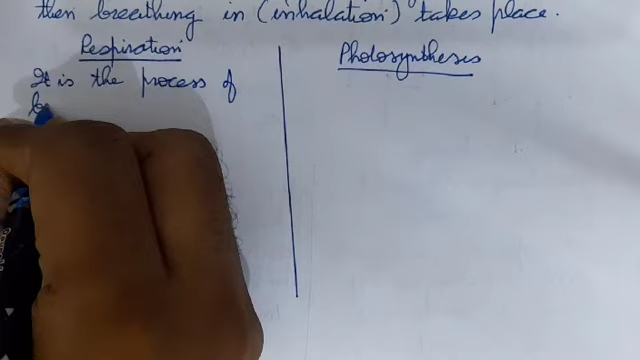 then breathing in (inhalation) takes place.
Respiration
Photosynthesis
It is the process of